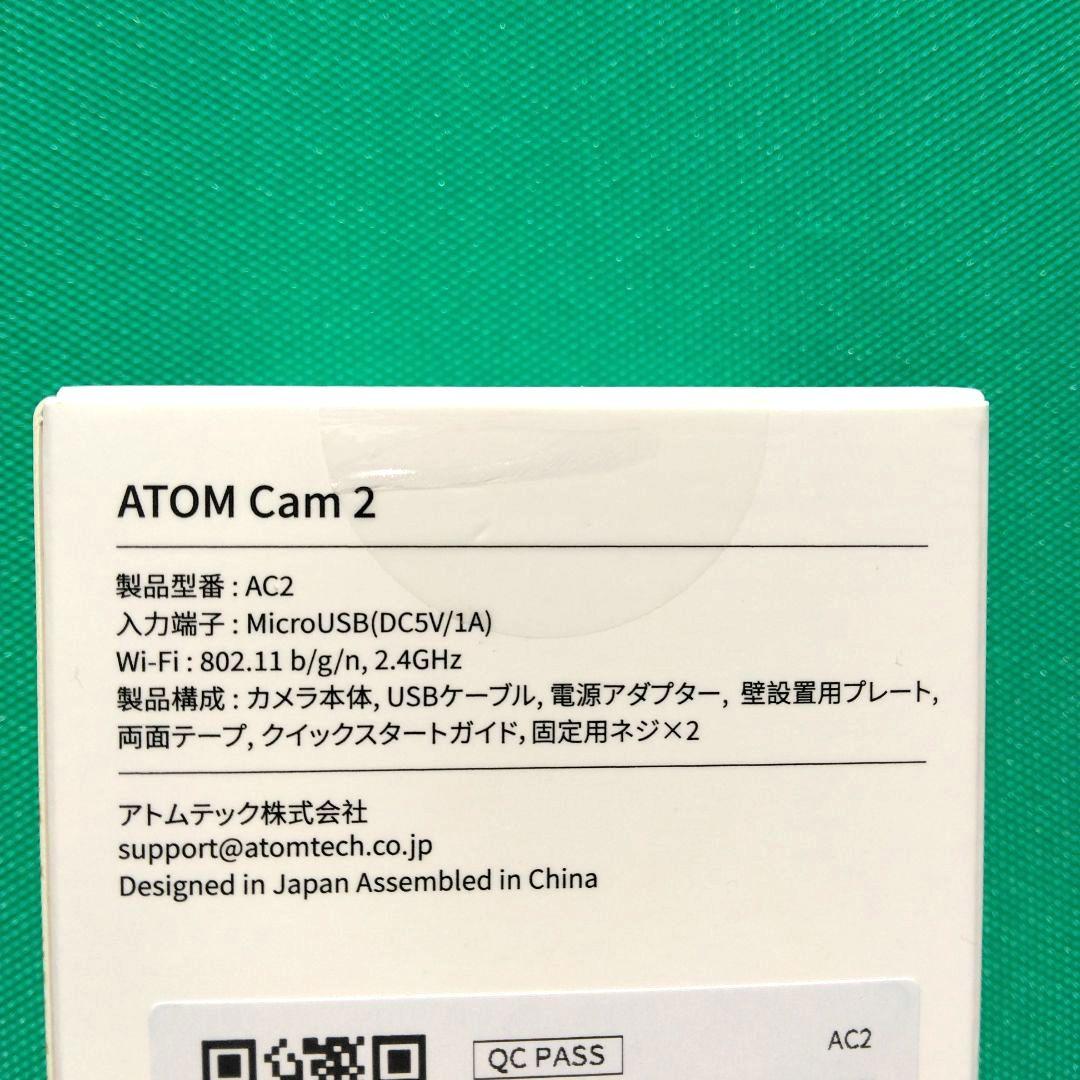 ATOM Cam 2
製品型番 : AC2
入力端子 : MicroUSB(DC5V/1A)
Wi-Fi : 802.11 b/g/n, 2.4GHz
製品構成 : カメラ本体, USBケーブル, 電源アダプター, 壁設置用プレート,
両面テープ, クイックスタートガイド, 固定用ネジ×2
アトムテック株式会社
support@atomtech.co.jp
Designed in Japan Assembled in China
QC PASS
AC2